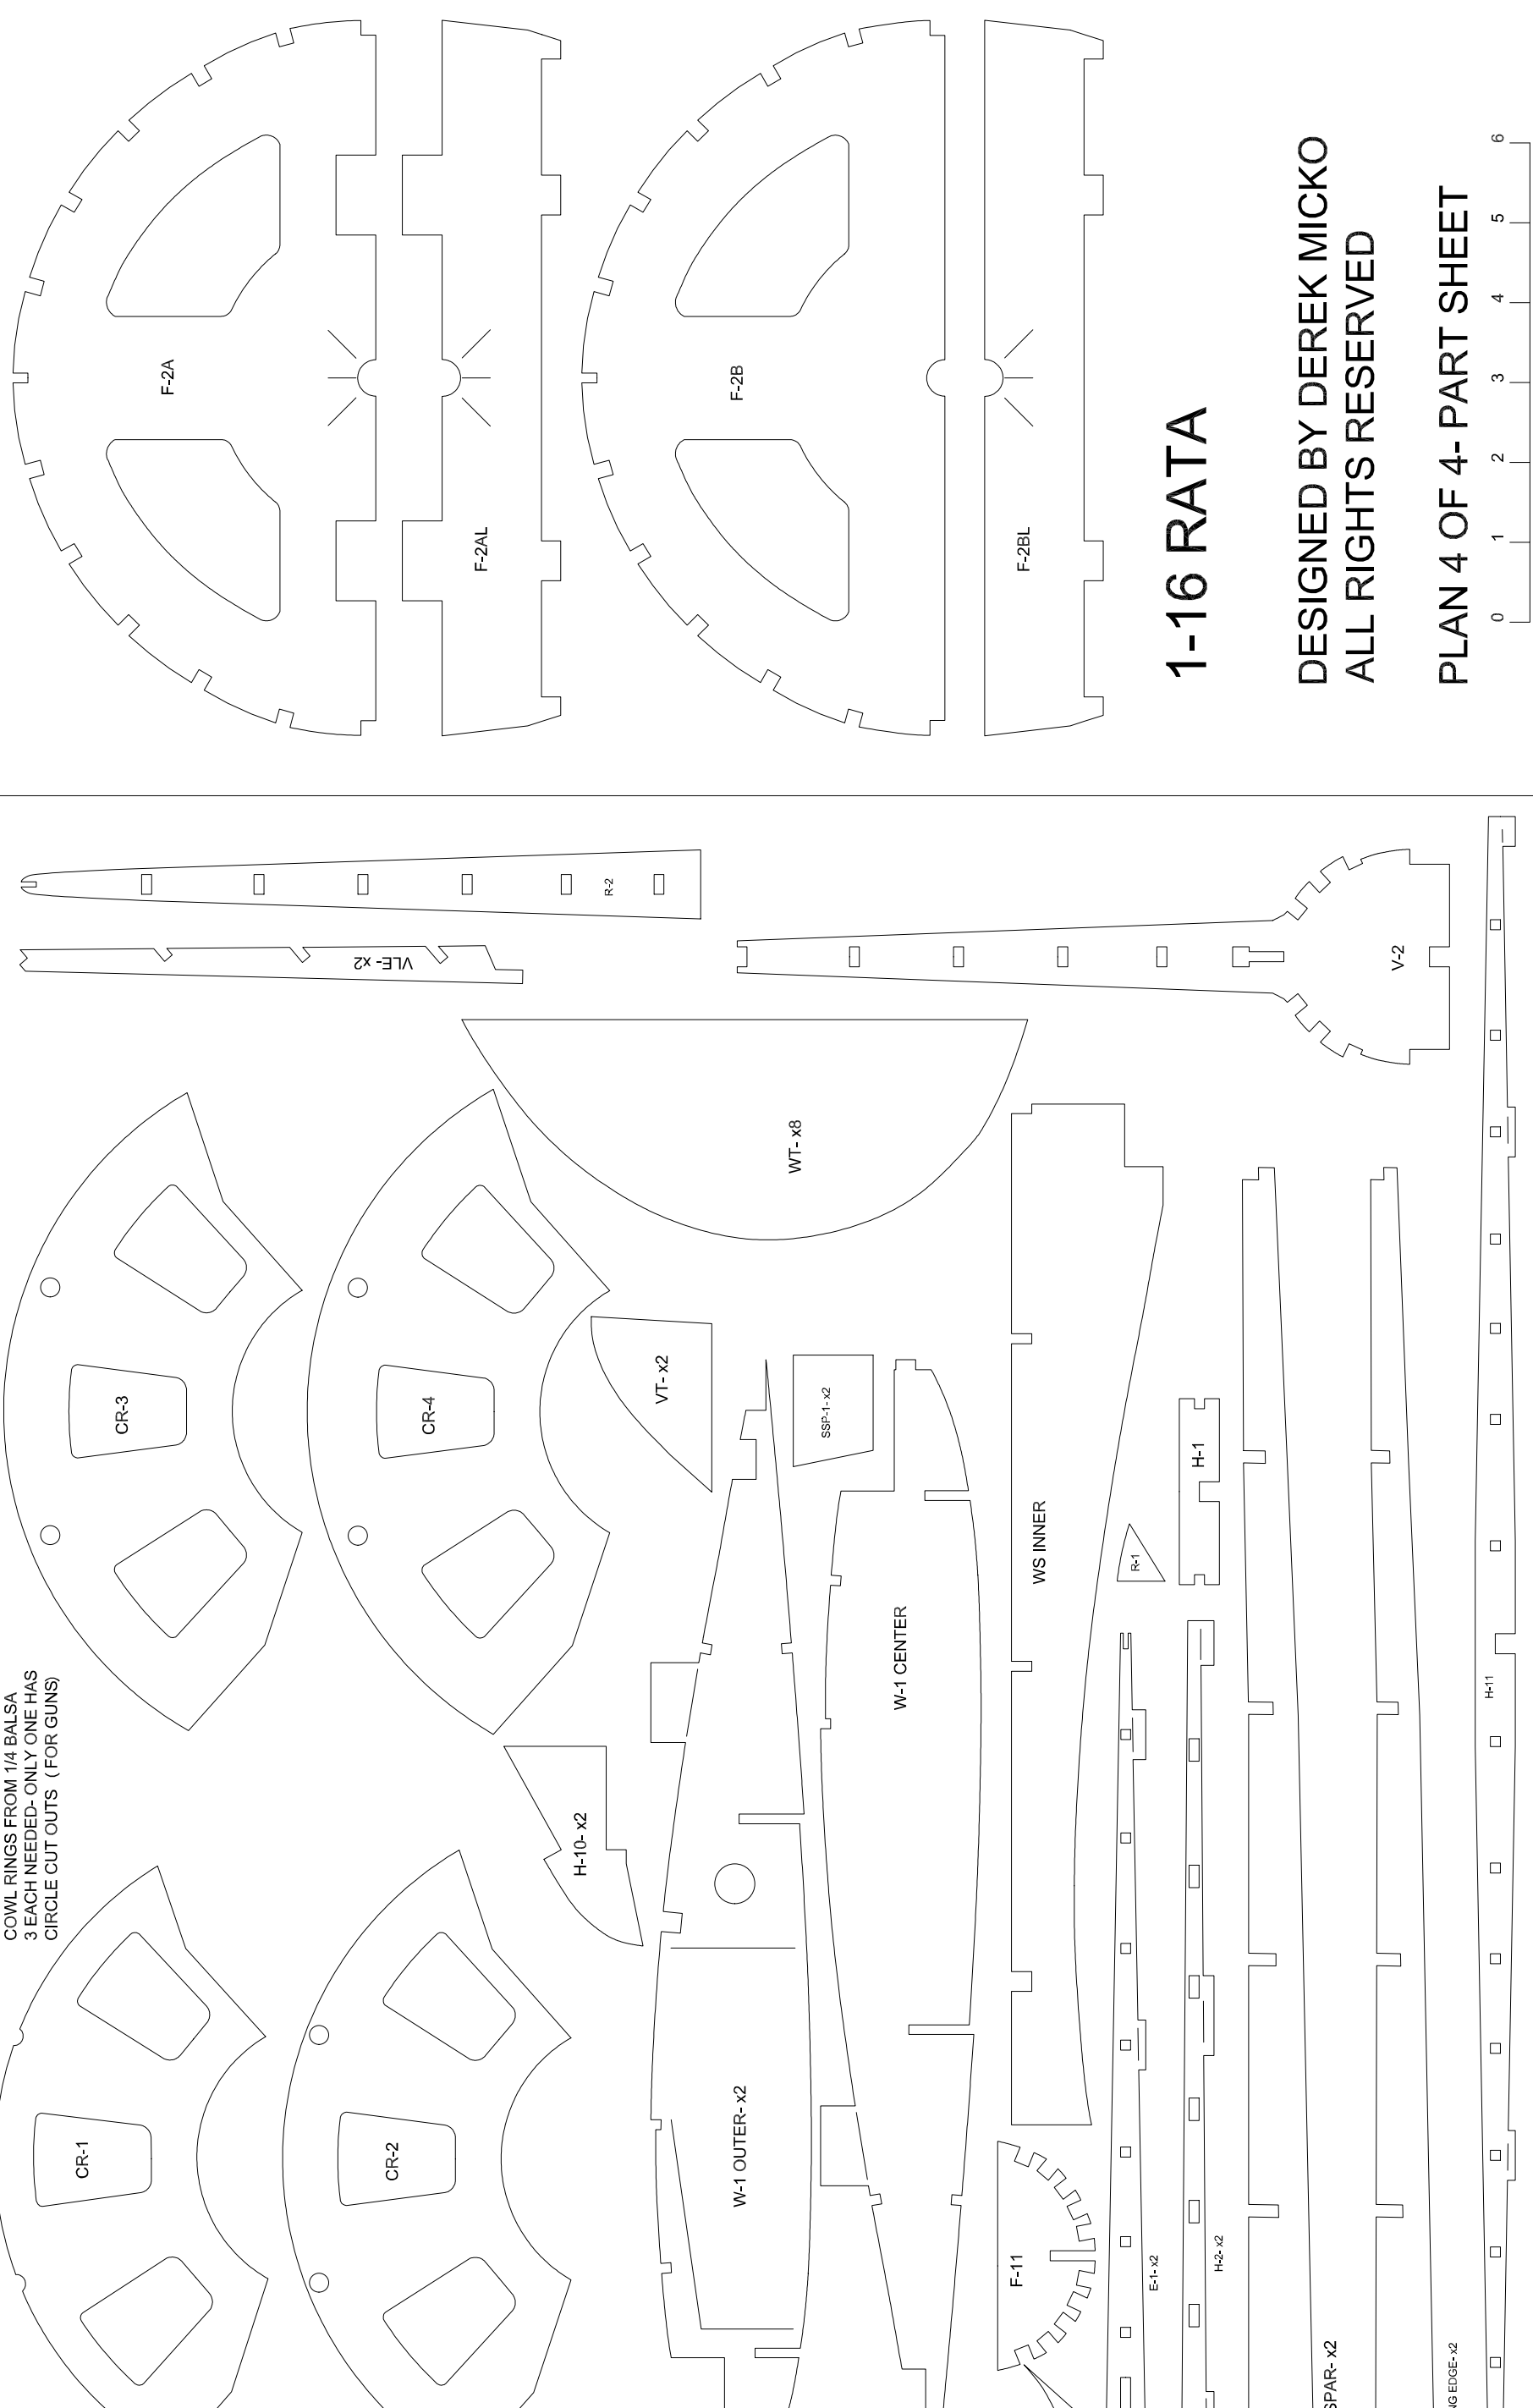 F-2A
F-2AL
F-2B
F-2BL
1-16 RATA
DESIGNED BY DEREK MICKO
ALL RIGHTS RESERVED
PLAN 4 OF 4- PART SHEET
0 1 2 3 4 5 6
R-2
VLE- x2
V-2
WT- x8
CR-3
CR-4
VT- x2
SSP-1- x2
W-1 CENTER
WS INNER
R-1
H-1
H-11
COWL RINGS FROM 1/4 BALSA
3 EACH NEEDED- ONLY ONE HAS
CIRCLE CUT OUTS ( FOR GUNS)
H-10- x2
CR-1
CR-2
W-1 OUTER- x2
F-11
E-1- x2
H-2- x2
SPAR- x2
NG EDGE- x2